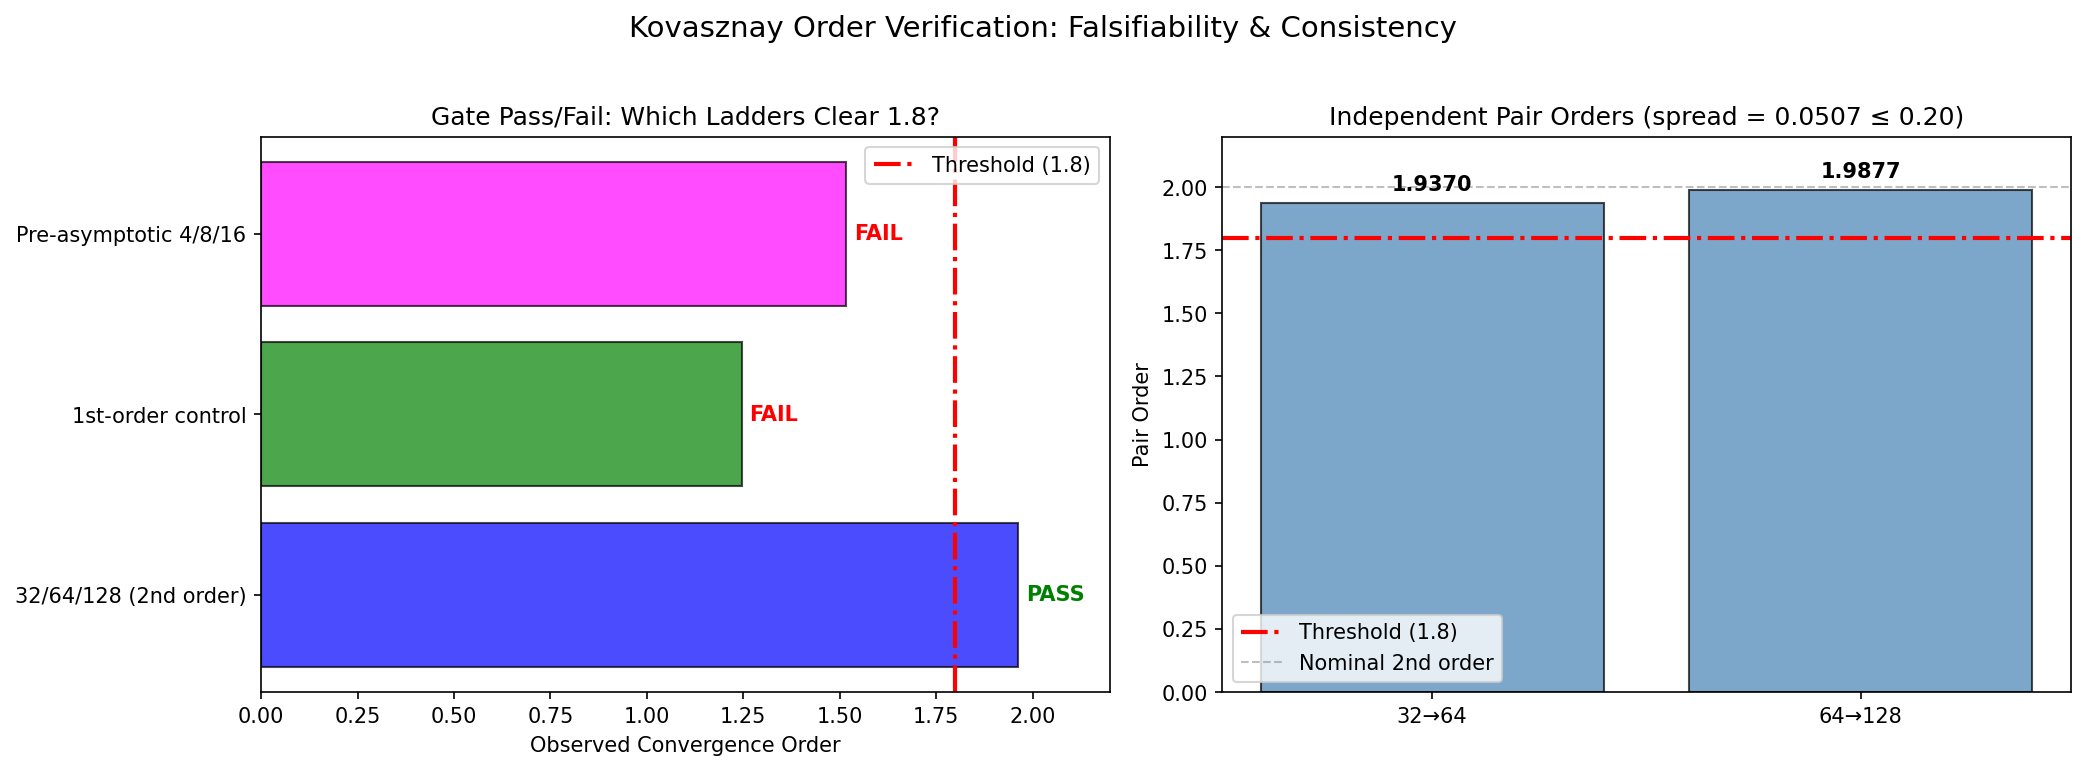 Kovasznay Order Verification: Falsifiability & Consistency
Gate Pass/Fail: Which Ladders Clear 1.8?
Threshold (1.8)
Pre-asymptotic 4/8/16
FAIL
1st-order control
FAIL
32/64/128 (2nd order)
PASS
0.00 0.25 0.50 0.75 1.00 1.25 1.50 1.75 2.00
Observed Convergence Order
Independent Pair Orders (spread = 0.0507 ≤ 0.20)
Pair Order
2.00
1.75
1.50
1.25
1.00
0.75
0.50
0.25
0.00
1.9370
1.9877
Threshold (1.8)
Nominal 2nd order
32→64
64→128